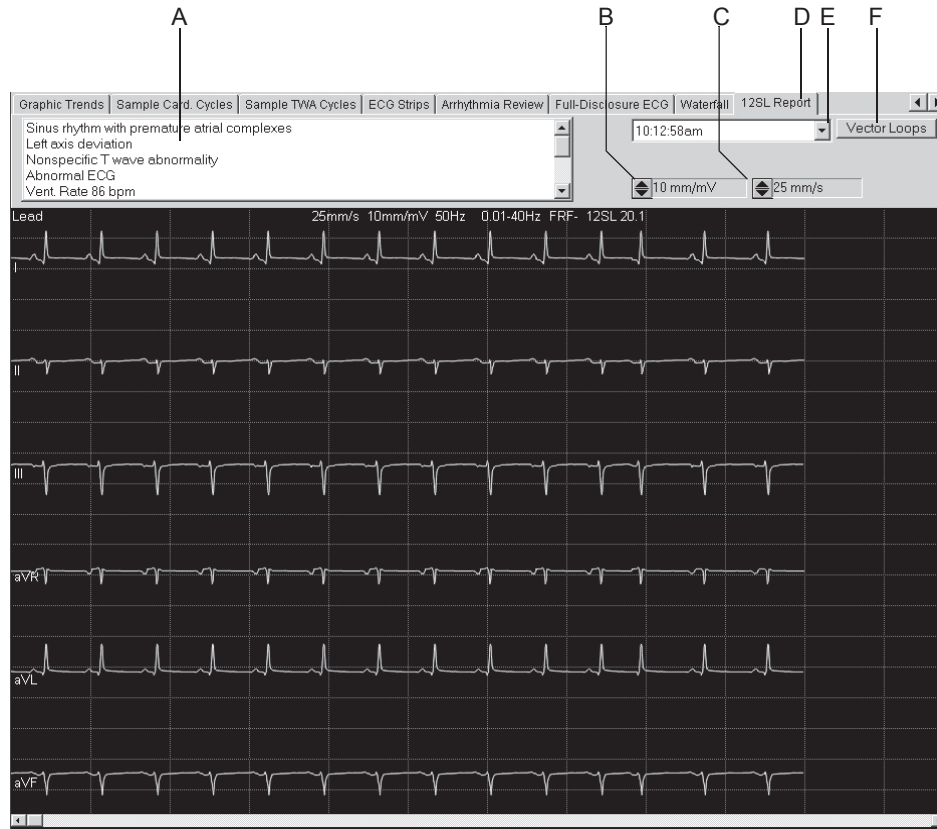 A B C D E F
Graphic Trends Sample Card. Cycles Sample TWA Cycles ECG Strips Arrhythmia Review Full-Disclosure ECG Waterfall 12SL Report
Sinus rhythm with premature atrial complexes
Left axis deviation
Nonspecific T wave abnormality
Abnormal ECG
Vent. Rate 86 bpm
10:12:58am Vector Loops
10 mm/mV 25 mm/s
Lead 25mm/s 10mm/mV 50Hz 0.01-40Hz FRF- 12SL 20.1
I
II
III
aVR
aVL
aVF